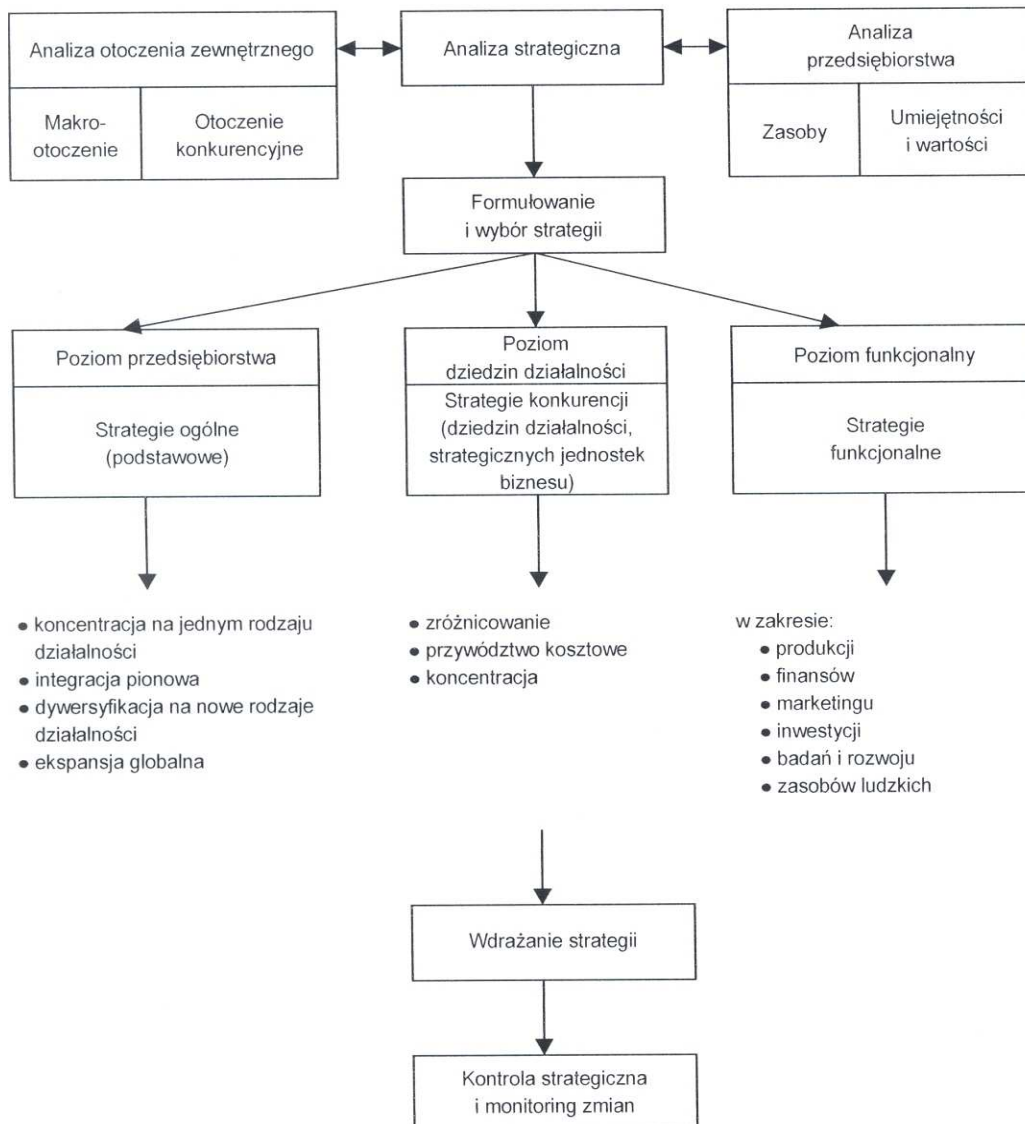 Analiza otoczenia zewnętrznego
Makro-
otoczenie
Otoczenie
konkurencyjne
Analiza strategiczna
Analiza
przedsiębiorstwa
Zasoby
Umiejętności
i wartości
Formułowanie
i wybór strategii
Poziom przedsiębiorstwa
Strategie ogólne
(podstawowe)
Poziom
dziedzin działalności
Strategie konkurencji
(dziedzin działalności,
strategicznych jednostek
biznesu)
Poziom funkcjonalny
Strategie
funkcjonalne
● koncentracja na jednym rodzaju
działalności
● integracja pionowa
● dywersyfikacja na nowe rodzaje
działalności
● ekspansja globalna
● zróżnicowanie
● przywództwo kosztowe
● koncentracja
w zakresie:
● produkcji
● finansów
● marketingu
● inwestycji
● badań i rozwoju
● zasobów ludzkich
Wdrażanie strategii
Kontrola strategiczna
i monitoring zmian